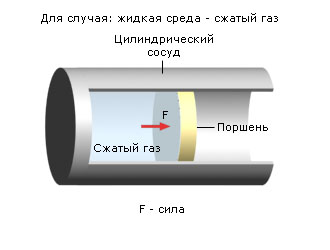 Для случая: жидкая среда - сжатый газ
Цилиндрический
сосуд
F
Поршень
Сжатый газ
F - сила